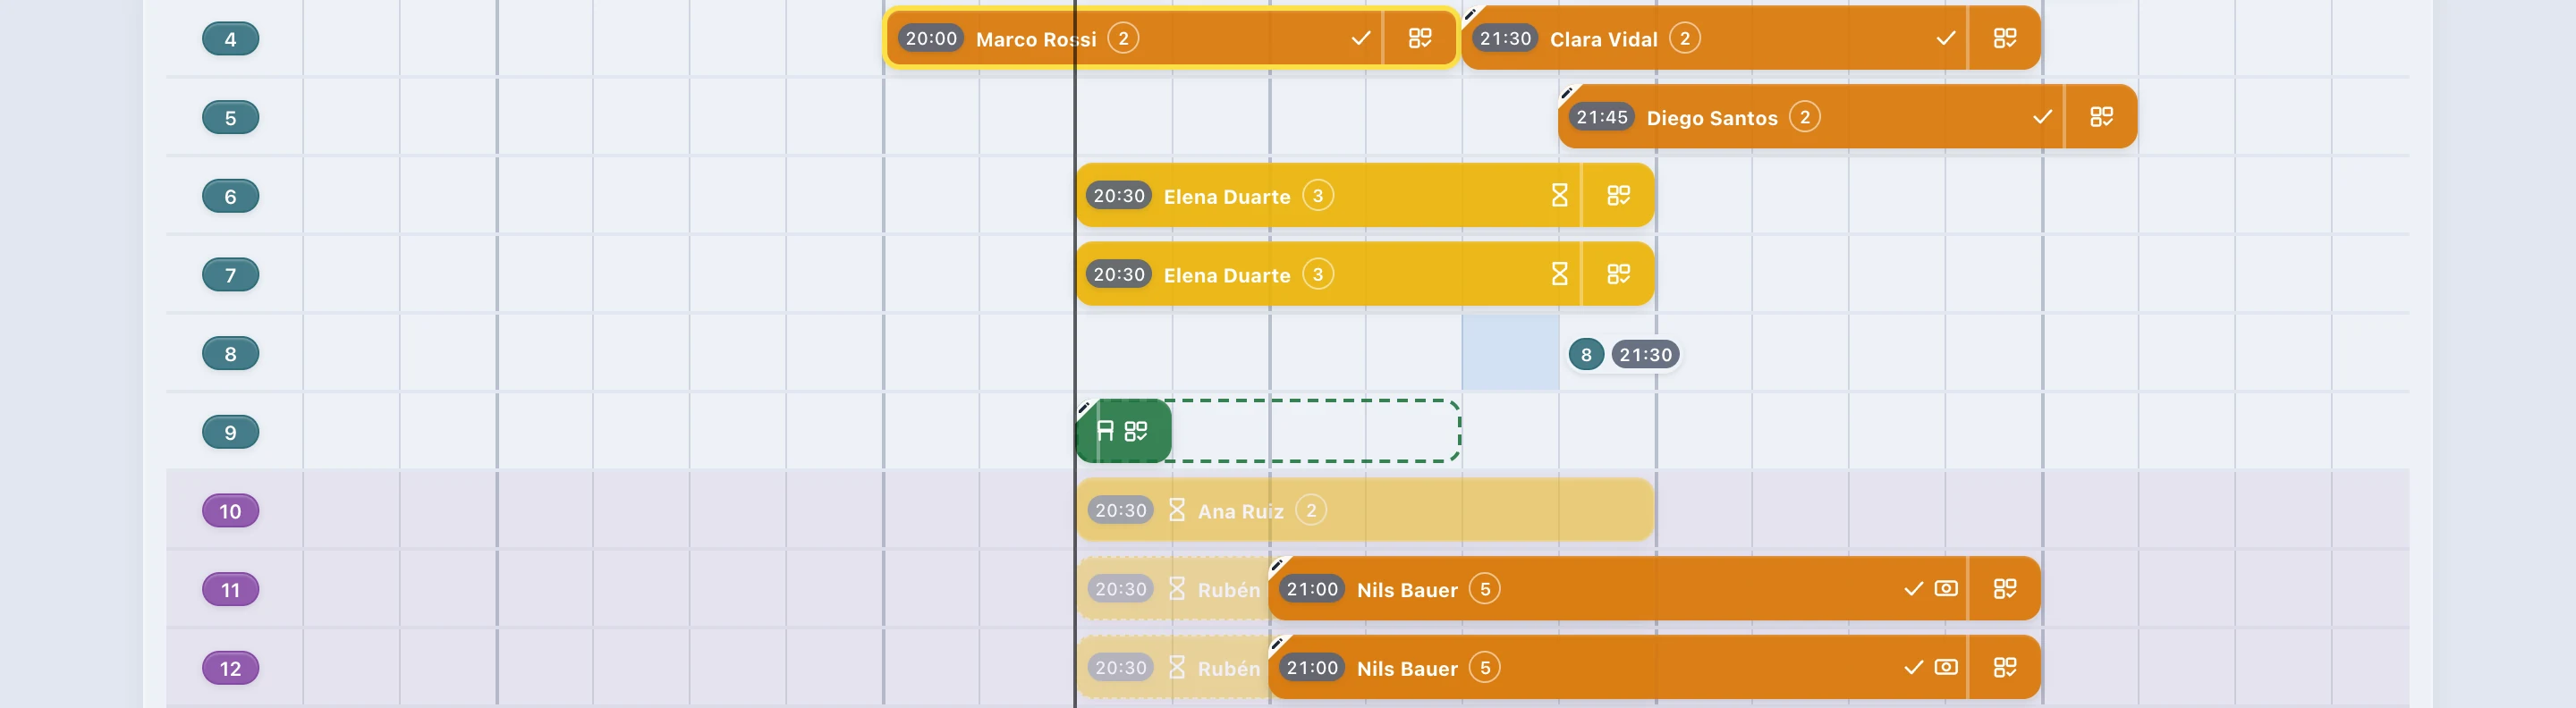 4 20:00 Marco Rossi 2 21:30 Clara Vidal 2
5 21:45 Diego Santos 2
6 20:30 Elena Duarte 3
7 20:30 Elena Duarte 3
8 8 21:30
9
10 20:30 Ana Ruiz 2
11 20:30 Rubén 21:00 Nils Bauer 5
12 20:30 Rubén 21:00 Nils Bauer 5